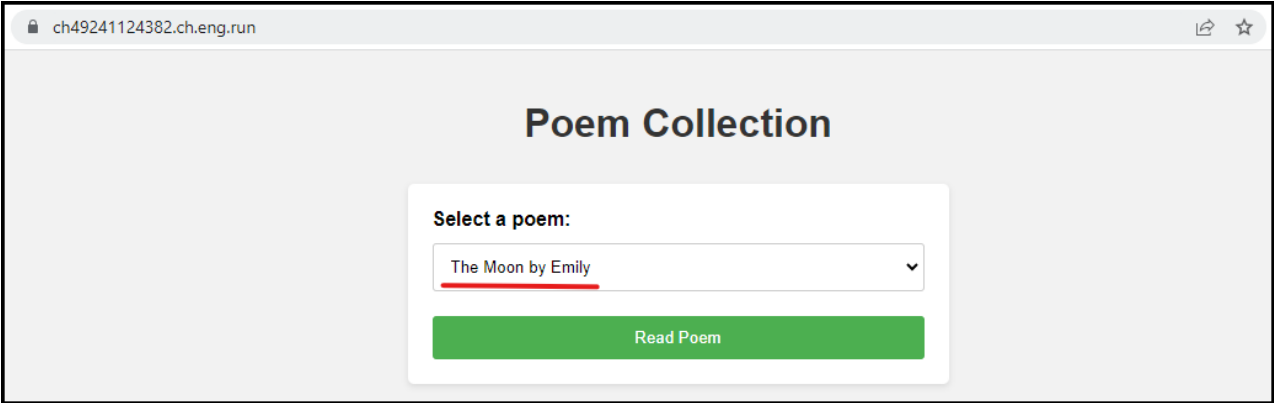 ch49241124382.ch.eng.run
Poem Collection
Select a poem:
The Moon by Emily
Read Poem